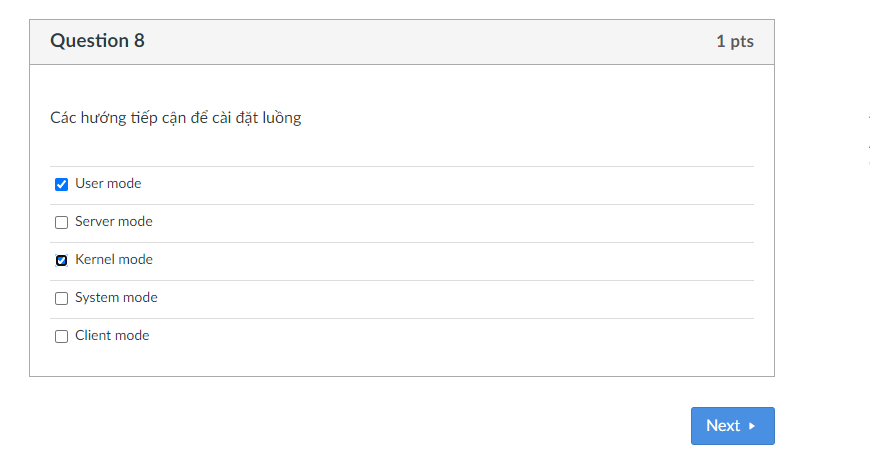 Question 8
1 pts
Các hướng tiếp cận để cài đặt luồng
User mode
Server mode
Kernel mode
System mode
Client mode
Next